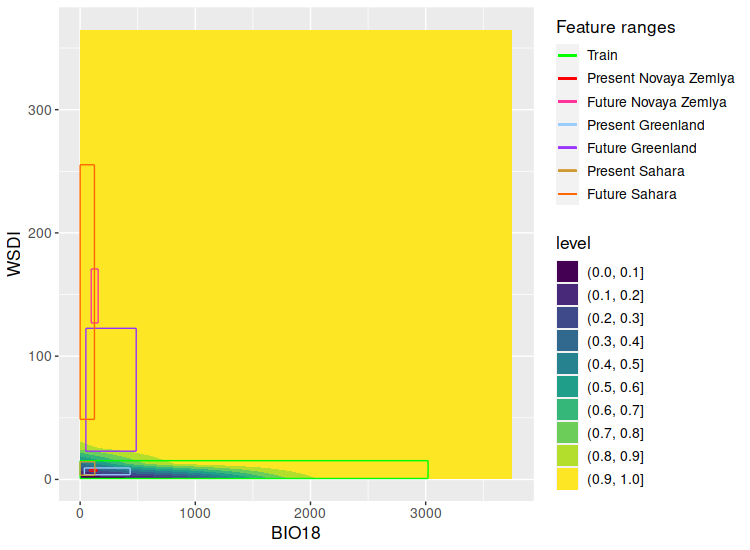 Feature ranges
Train
Present Novaya Zemlya
Future Novaya Zemlya
Present Greenland
Future Greenland
Present Sahara
Future Sahara
level
(0.0, 0.1]
(0.1, 0.2]
(0.2, 0.3]
(0.3, 0.4]
(0.4, 0.5]
(0.5, 0.6]
(0.6, 0.7]
(0.7, 0.8]
(0.8, 0.9]
(0.9, 1.0]
WSDI
300
200
100
0
0 1000 2000 3000
BIO18